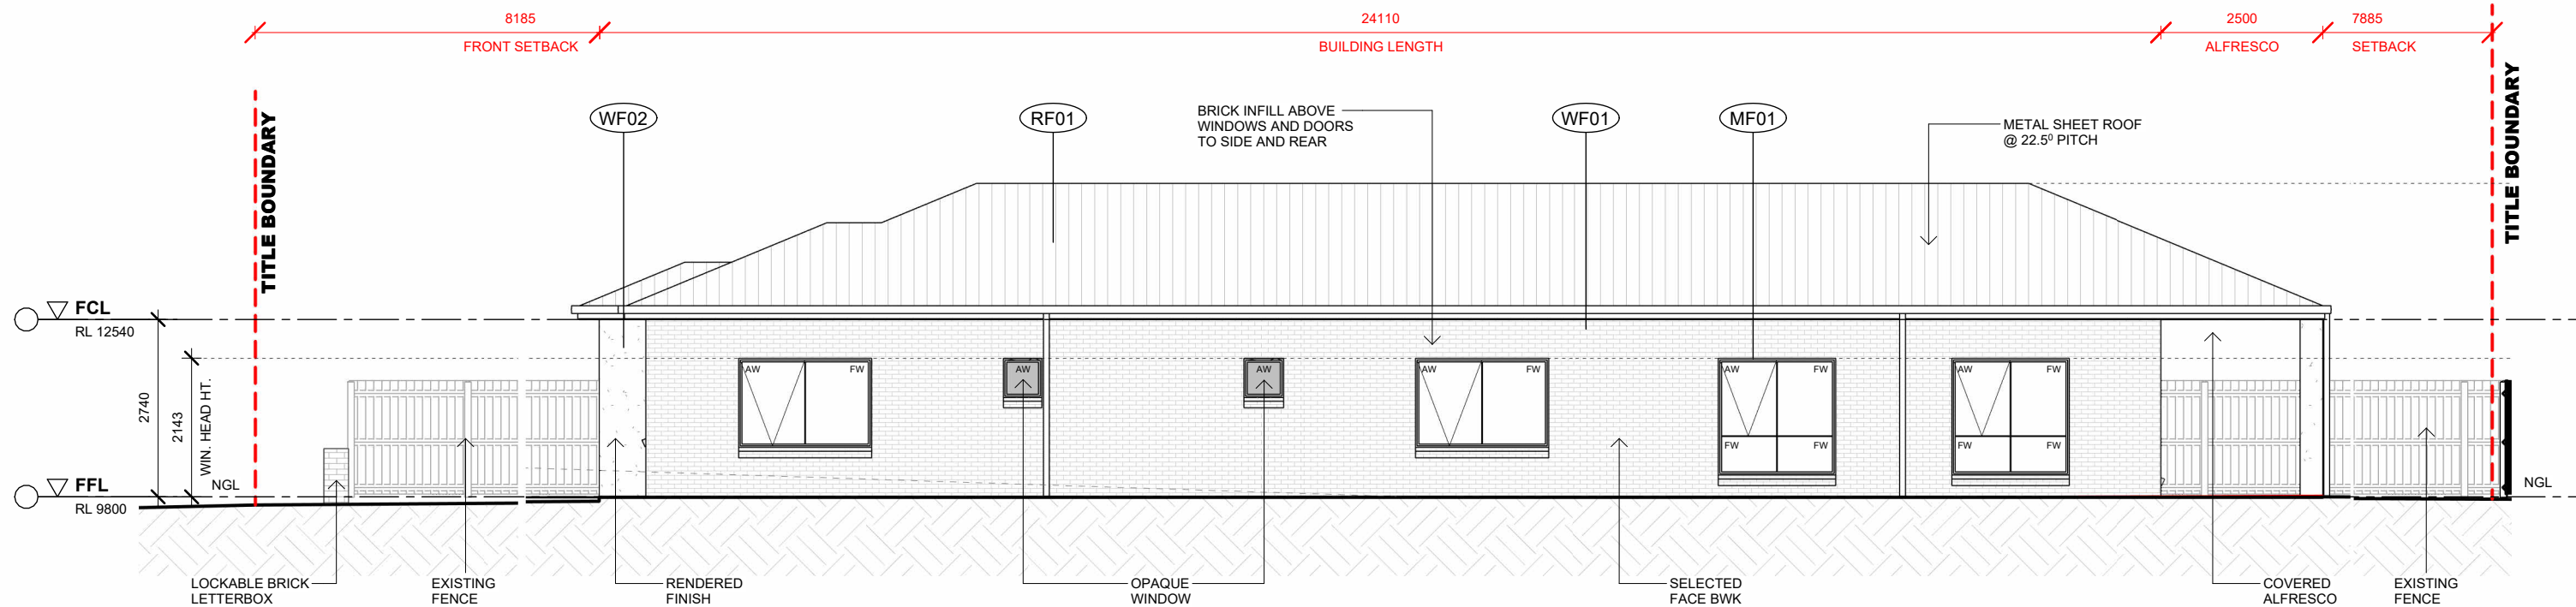 8185
24110
2500
7885
FRONT SETBACK
BUILDING LENGTH
ALFRESCO
SETBACK
TITLE BOUNDARY
WF02
RF01
BRICK INFILL ABOVE
WINDOWS AND DOORS
TO SIDE AND REAR
WF01
MF01
METAL SHEET ROOF
@ 22.5⁰ PITCH
TITLE BOUNDARY
FCL
RL 12540
2740
2143
WIN. HEAD HT.
AW
FW
AW
AW
AW
FW
AW
FW
FW
FW
AW
FW
FW
FW
FFL
RL 9800
NGL
NGL
LOCKABLE BRICK
LETTERBOX
EXISTING
FENCE
RENDERED
FINISH
OPAQUE
WINDOW
SELECTED
FACE BWK
COVERED
ALFRESCO
EXISTING
FENCE